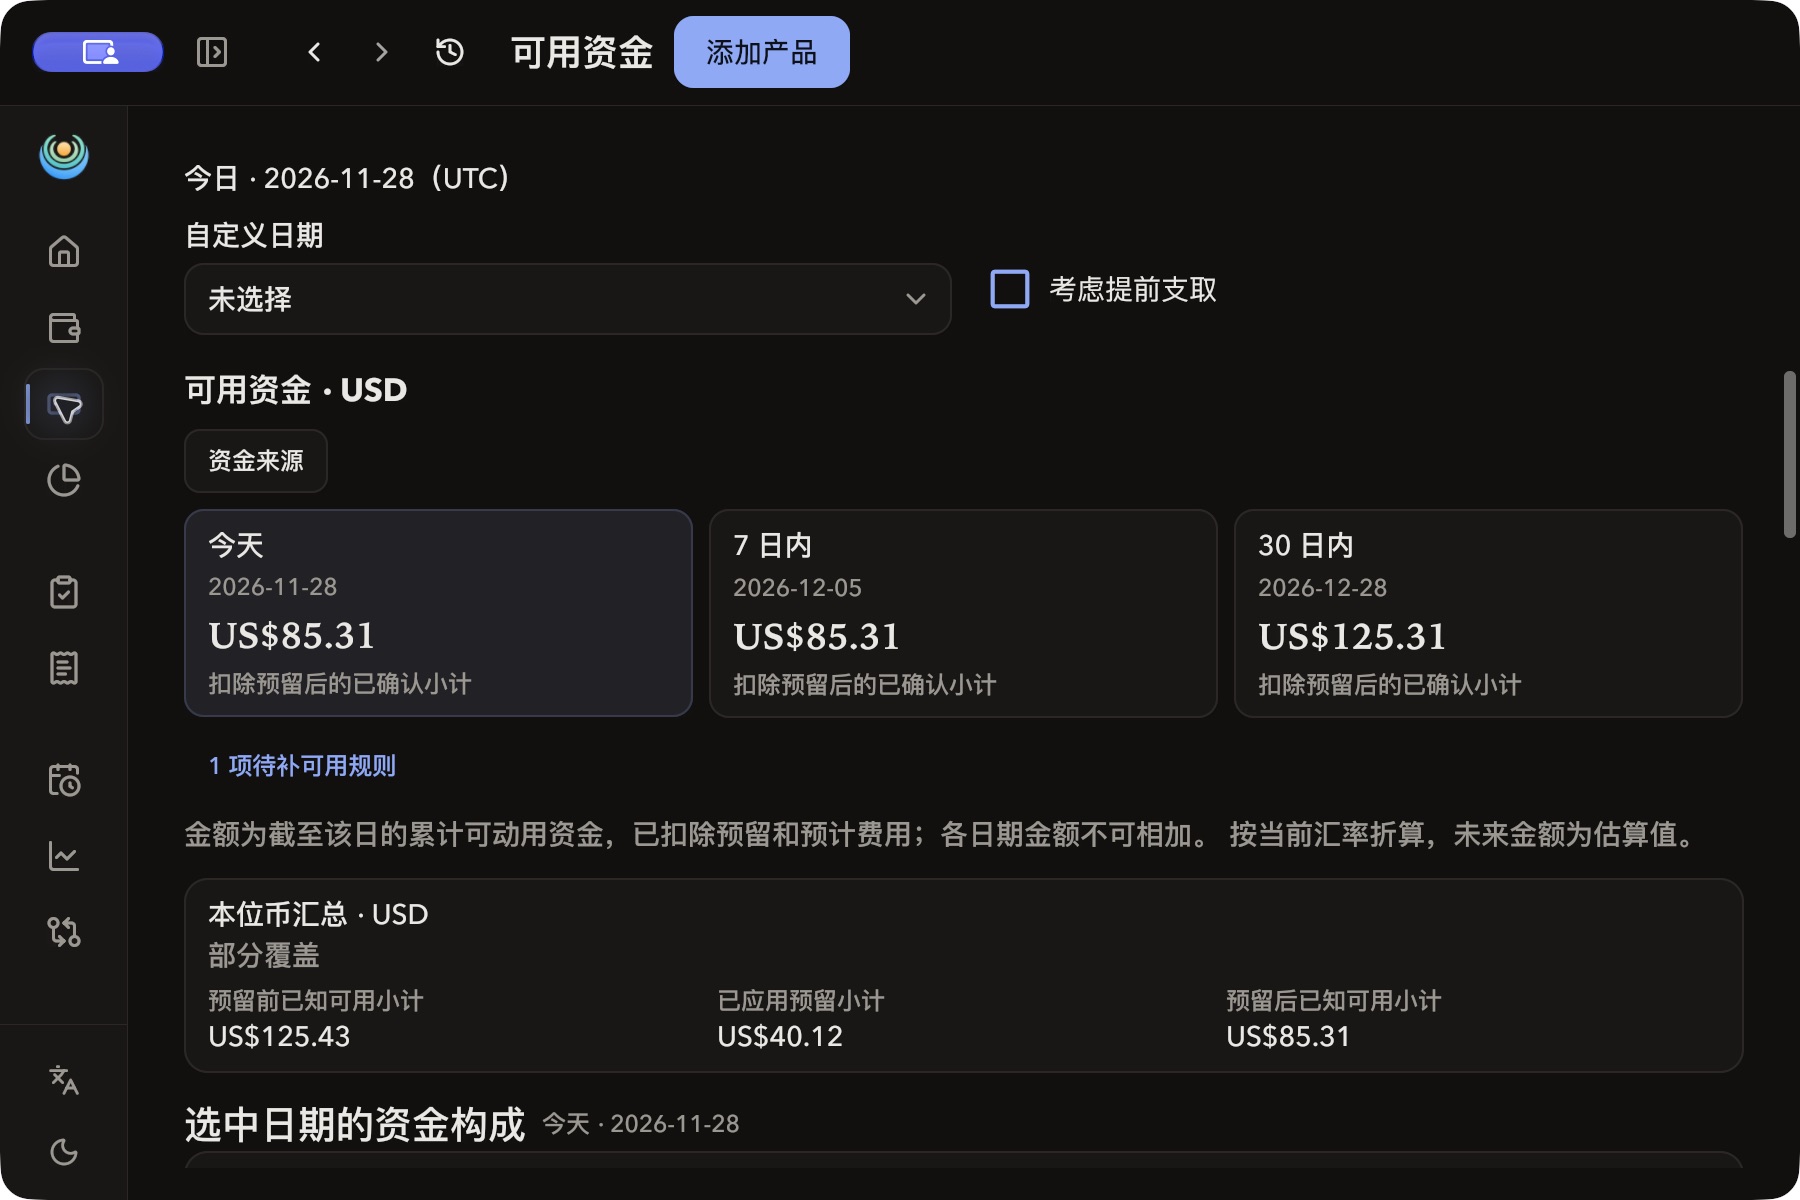 可用资金
添加产品
今日 · 2026-11-28（UTC）
自定义日期
未选择
考虑提前支取
可用资金 · USD
资金来源
今天
2026-11-28
US$85.31
扣除预留后的已确认小计
7 日内
2026-12-05
US$85.31
扣除预留后的已确认小计
30 日内
2026-12-28
US$125.31
扣除预留后的已确认小计
1 项待补可用规则
金额为截至该日的累计可动用资金，已扣除预留和预计费用；各日期金额不可相加。 按当前汇率折算，未来金额为估算值。
本位币汇总 · USD
部分覆盖
预留前已知可用小计
US$125.43
已应用预留小计
US$40.12
预留后已知可用小计
US$85.31
选中日期的资金构成 今天 · 2026-11-28